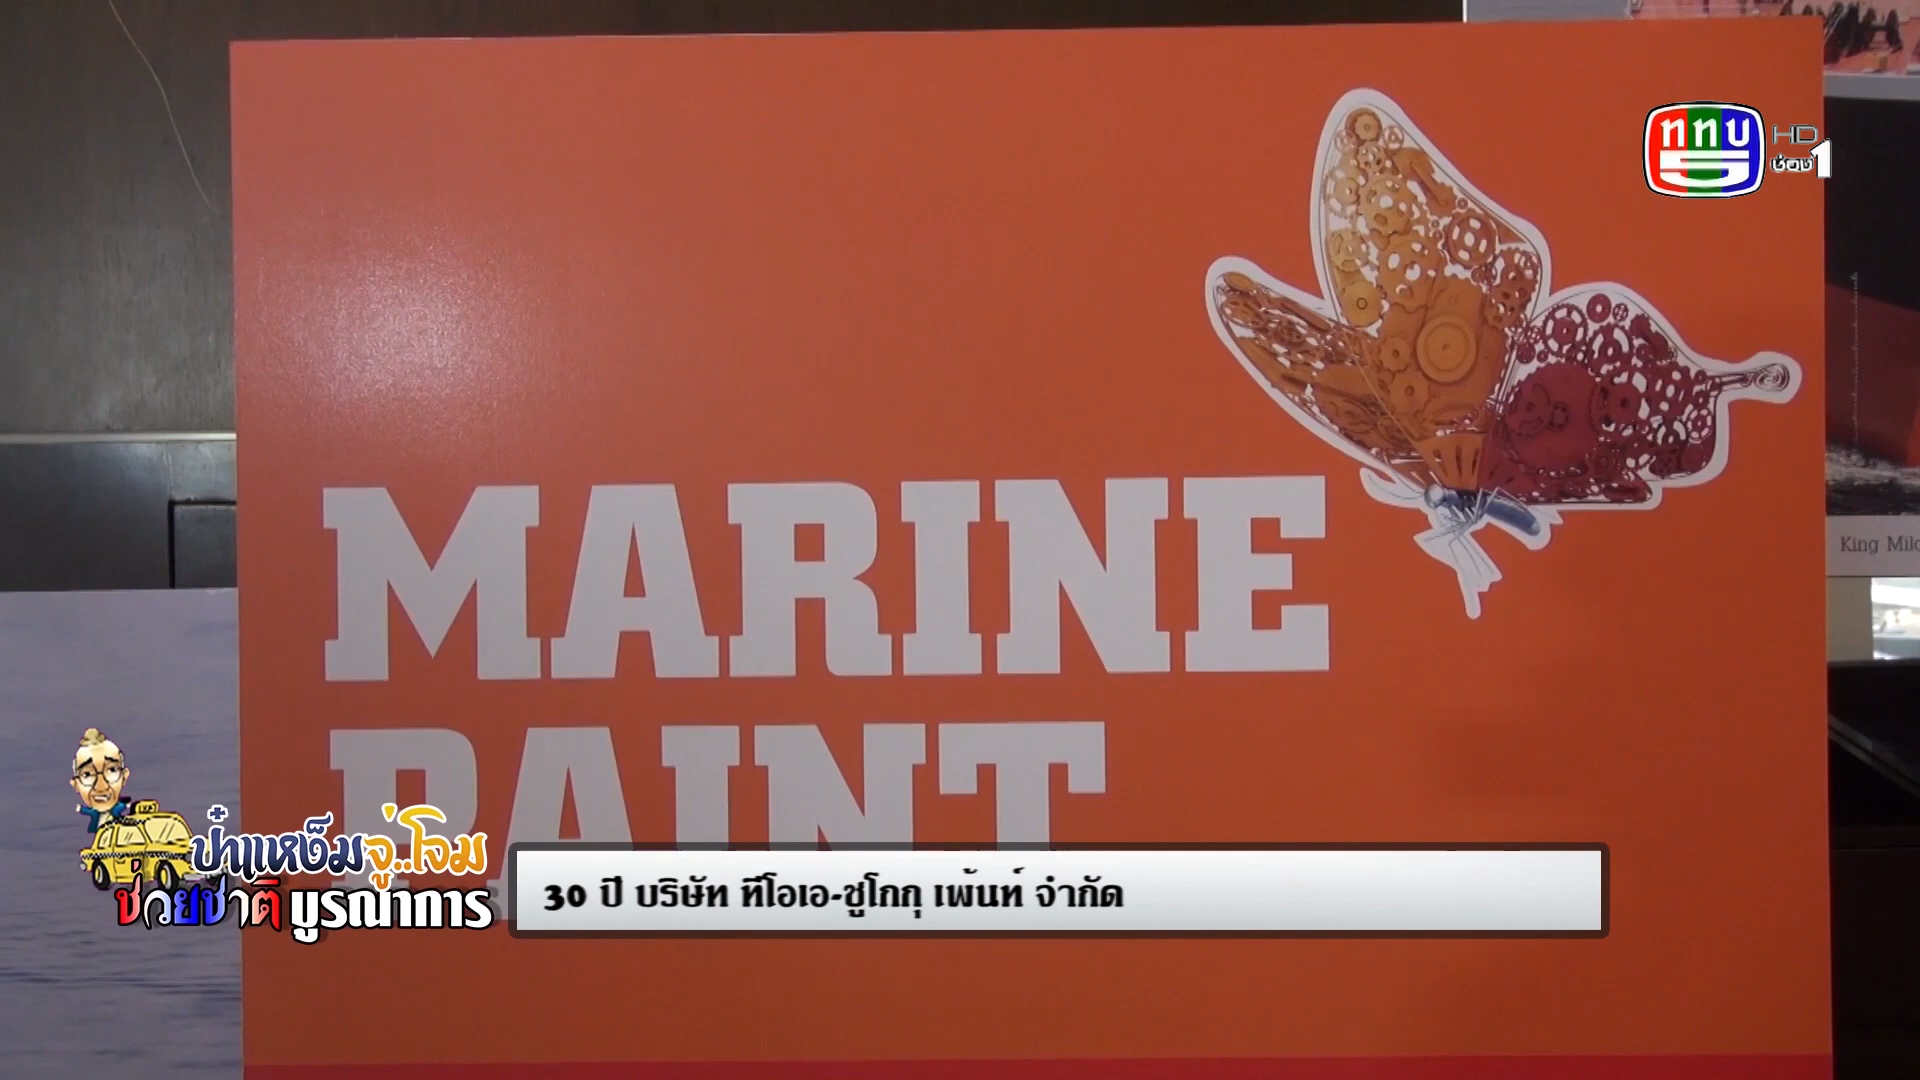 ททบ
5
HD
ช่อง 1
MARINE
PAINT
King Milo
ป๋าแหง็มจู่..โจม
ช่วยชาติ บูรณาการ
30 ปี บริษัท ทีโอเอ-ชูโกกุ เพ้นท์ จำกัด